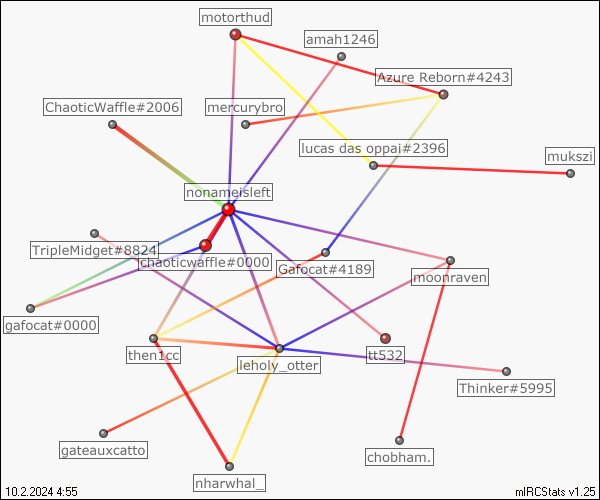 motorthud
amah1246
Azure Reborn#4243
ChaoticWaffle#2006
mercurybro
lucas das oppai#2396
mukszi
nonameisleft
TripleMidget#8824
chaoticwaffle#0000
Gafocat#4189
moonraven
gafocat#0000
then1cc
leholy_otter
tt532
Thinker#5995
gateauxcatto
chobham.
nharwhal_
10.2.2024 4:55
mIRCStats v1.25